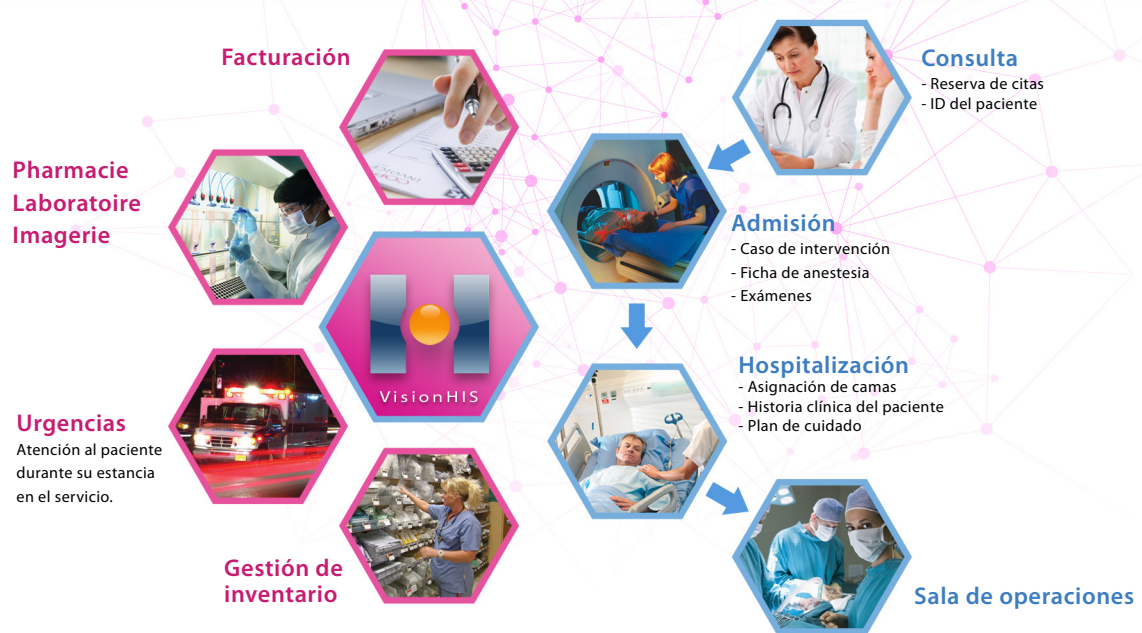 Facturación
Pharmacie
Laboratoire
Imagerie
VisionHIS
Urgencias
Atención al paciente
durante su estancia
en el servicio.
Gestión de
inventario
Consulta
- Reserva de citas
- ID del paciente
Admisión
- Caso de intervención
- Ficha de anestesia
- Exámenes
Hospitalización
- Asignación de camas
- Historia clínica del paciente
- Plan de cuidado
Sala de operaciones